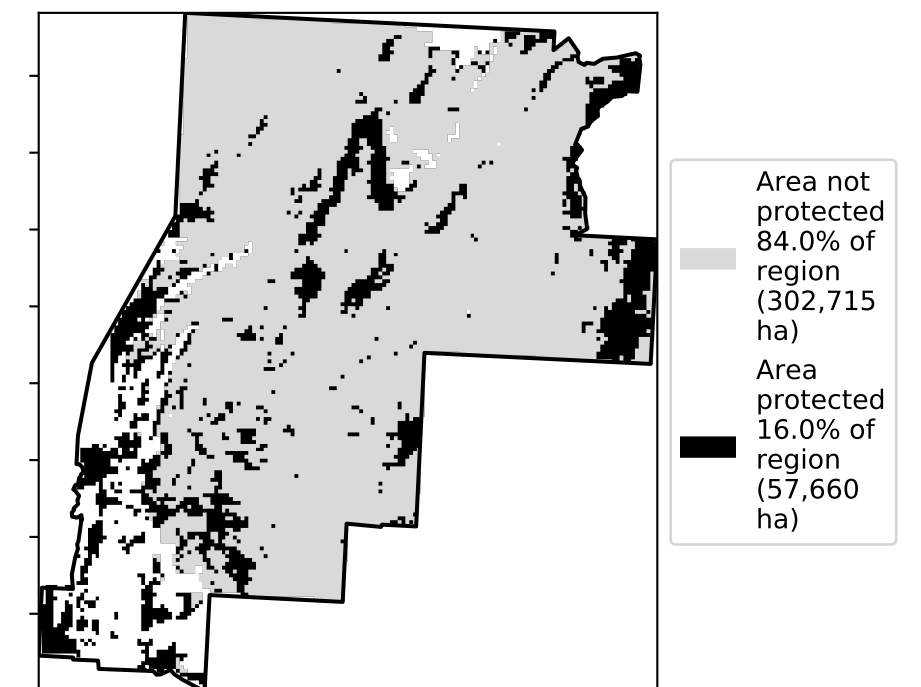 Area not
protected
84.0% of
region
(302,715
ha)
Area
protected
16.0% of
region
(57,660
ha)